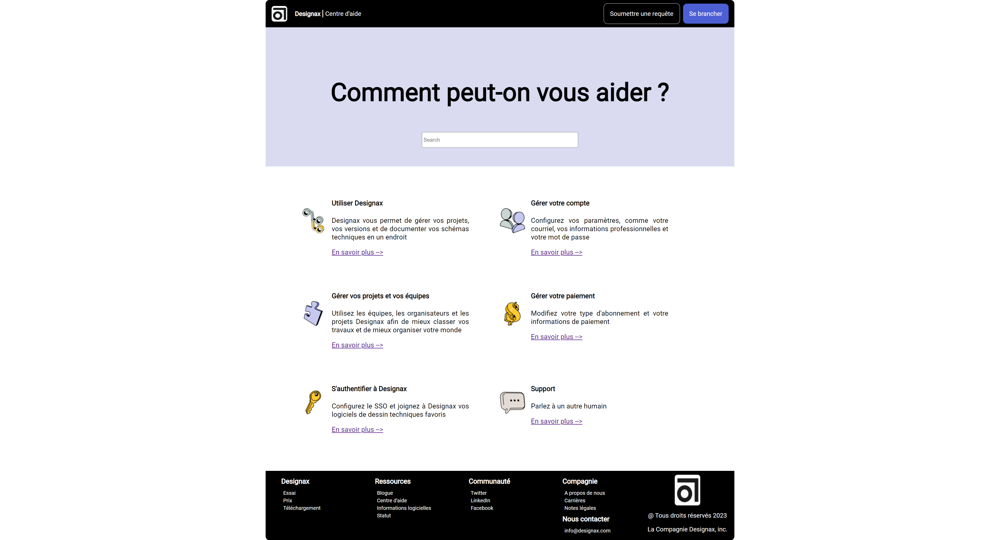 Designax | Centre d'aide
Soumettre une requête
Se brancher
Comment peut-on vous aider ?
Search
Utiliser Designax
Designax vous permet de gérer vos projets,
vos versions et de documenter vos schémas
techniques en un endroit
En savoir plus -->
Gérer votre compte
Configurez vos paramètres, comme votre
courriel, vos informations professionnelles et
votre mot de passe
En savoir plus -->
Gérer vos projets et vos équipes
Utilisez les équipes, les organisateurs et les
projets Designax afin de mieux classer vos
travaux et de mieux organiser votre monde
En savoir plus -->
Gérer votre paiement
Modifiez votre type d'abonnement et votre
informations de paiement
En savoir plus -->
S'authentifier à Designax
Configurez le SSO et joignez à Designax vos
logiciels de dessin techniques favoris
En savoir plus -->
Support
Parlez à un autre humain
En savoir plus -->
Designax
Essai
Prix
Téléchargement
Ressources
Blogue
Centre d'aide
Informations logicielles
Statut
Communauté
Twitter
LinkedIn
Facebook
Compagnie
A propos de nous
Carrières
Notes légales
Nous contacter
info@designax.com
@ Tous droits réservés 2023
La Compagnie Designax, inc.